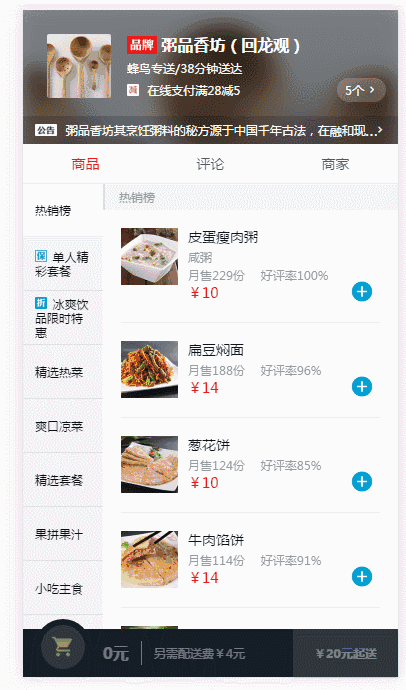 品牌 粥品香坊（回龙观）
蜂鸟专送/38分钟送达
减 在线支付满28减5
5个 >
公告 粥品香坊其烹饪粥料的秘方源于中国千年古法，在融和现...>
商品 评论 商家
热销榜
保 单人精
彩套餐
折 冰爽饮
品限时特
惠
精选热菜
爽口凉菜
精选套餐
果拼果汁
小吃主食
热销榜
皮蛋瘦肉粥
咸粥
月售229份 好评率100%
￥10
扁豆焖面
月售188份 好评率96%
￥14
葱花饼
月售124份 好评率85%
￥10
牛肉馅饼
月售114份 好评率91%
￥14
0元 另需配送费￥4元 ￥20元起送